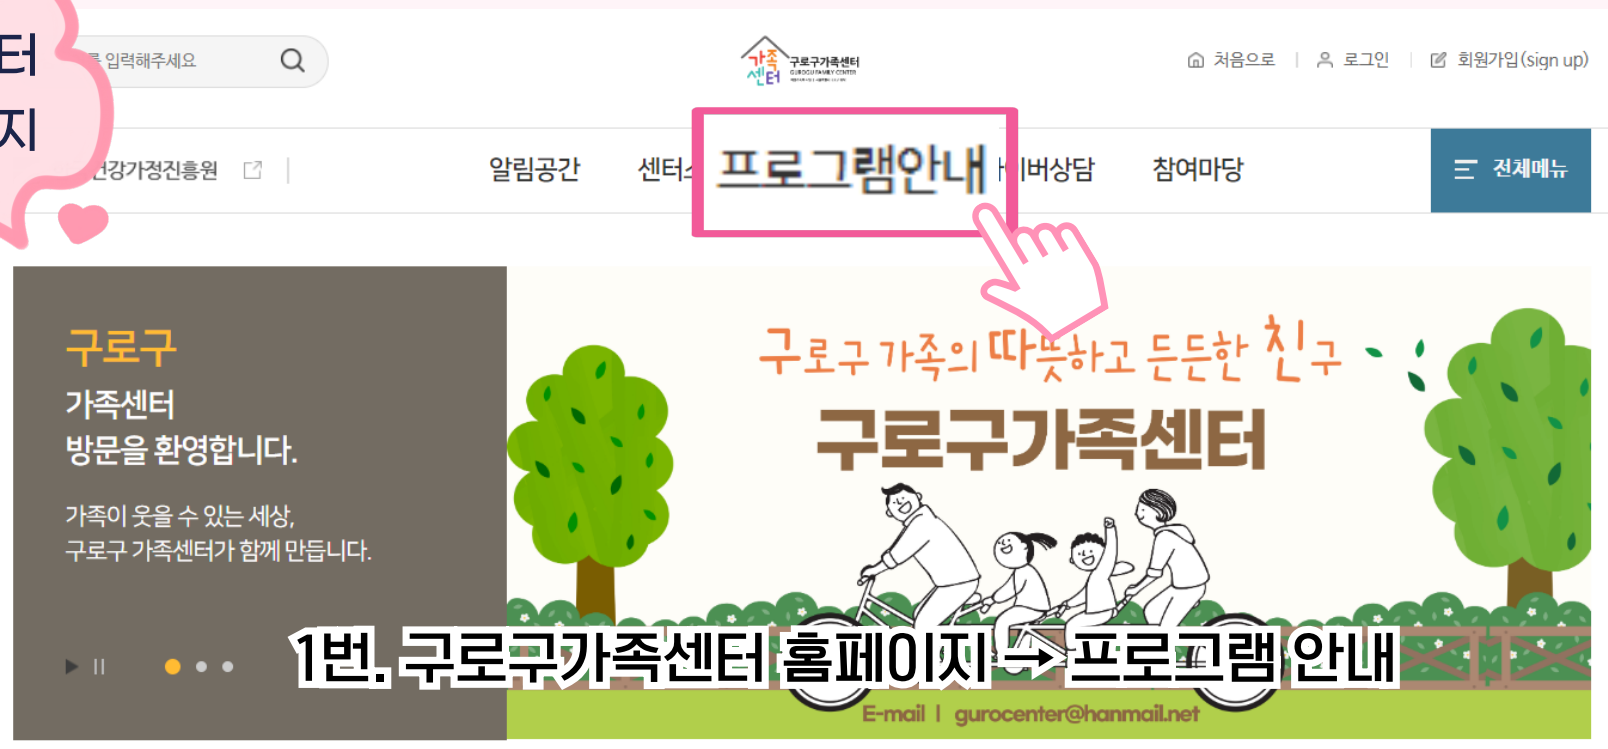 터
지
입력해주세요
가족센터
구로구가족센터
GUROGU FAMILY CENTER
처음으로 | 로그인 | 회원가입(sign up)
건강가정진흥원
알림공간
센터
프로그램안내
버상담
참여마당
전체메뉴
구로구
가족센터
방문을 환영합니다.
가족이 웃을 수 있는 세상,
구로구 가족센터가 함께 만듭니다.
구로구 가족의 따뜻하고 든든한 친구
구로구가족센터
1번. 구로구가족센터 홈페이지 → 프로그램 안내
E-mail | gurocenter@hanmail.net